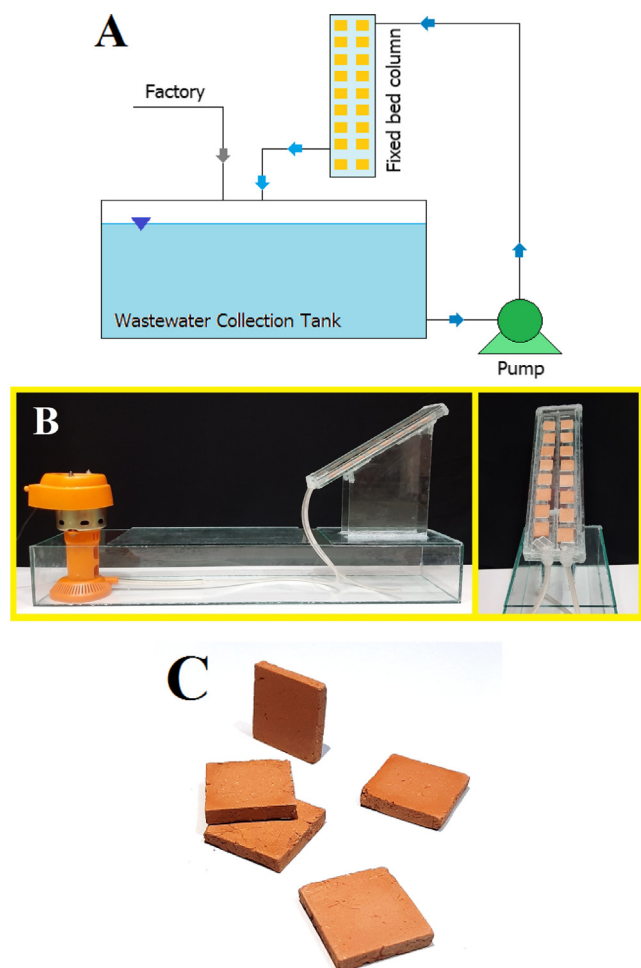 A
Factory
Fixed bed column
Wastewater Collection Tank
Pump
B
C